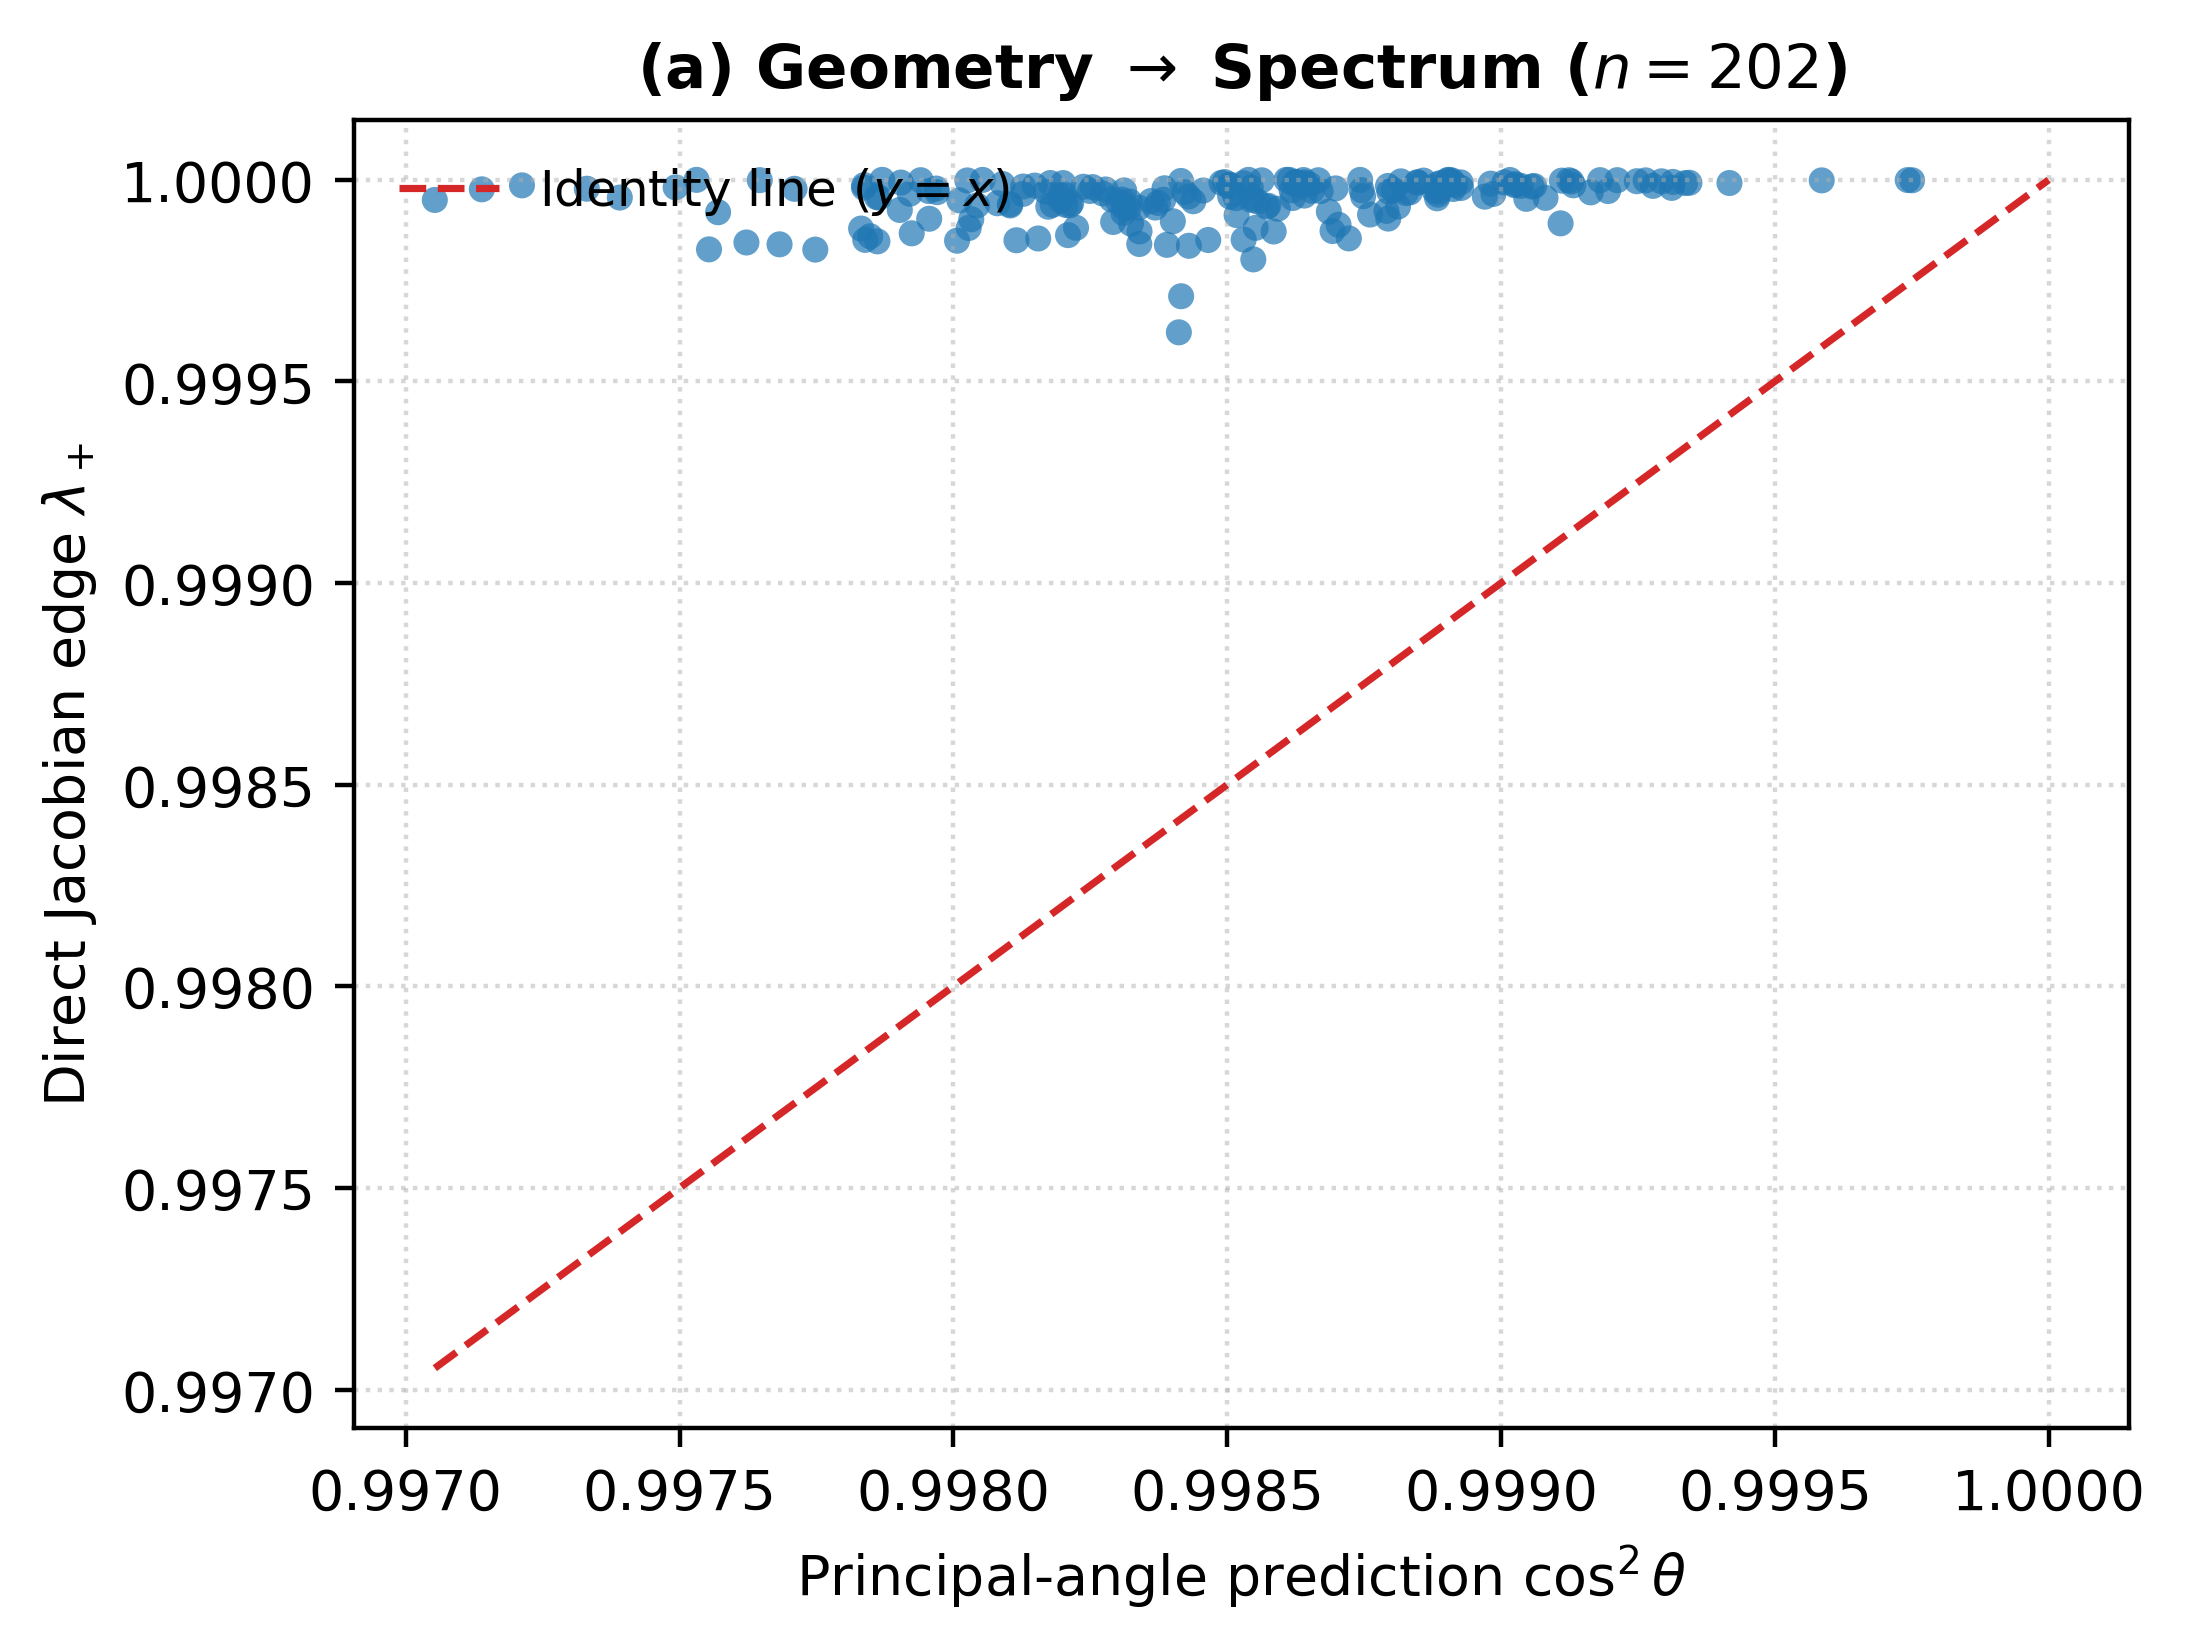 (a) Geometry → Spectrum (n = 202)
Identity line (y = x)
1.0000
0.9995
0.9990
0.9985
0.9980
0.9975
0.9970
Direct Jacobian edge λ₊
0.9970 0.9975 0.9980 0.9985 0.9990 0.9995 1.0000
Principal-angle prediction cos² θ